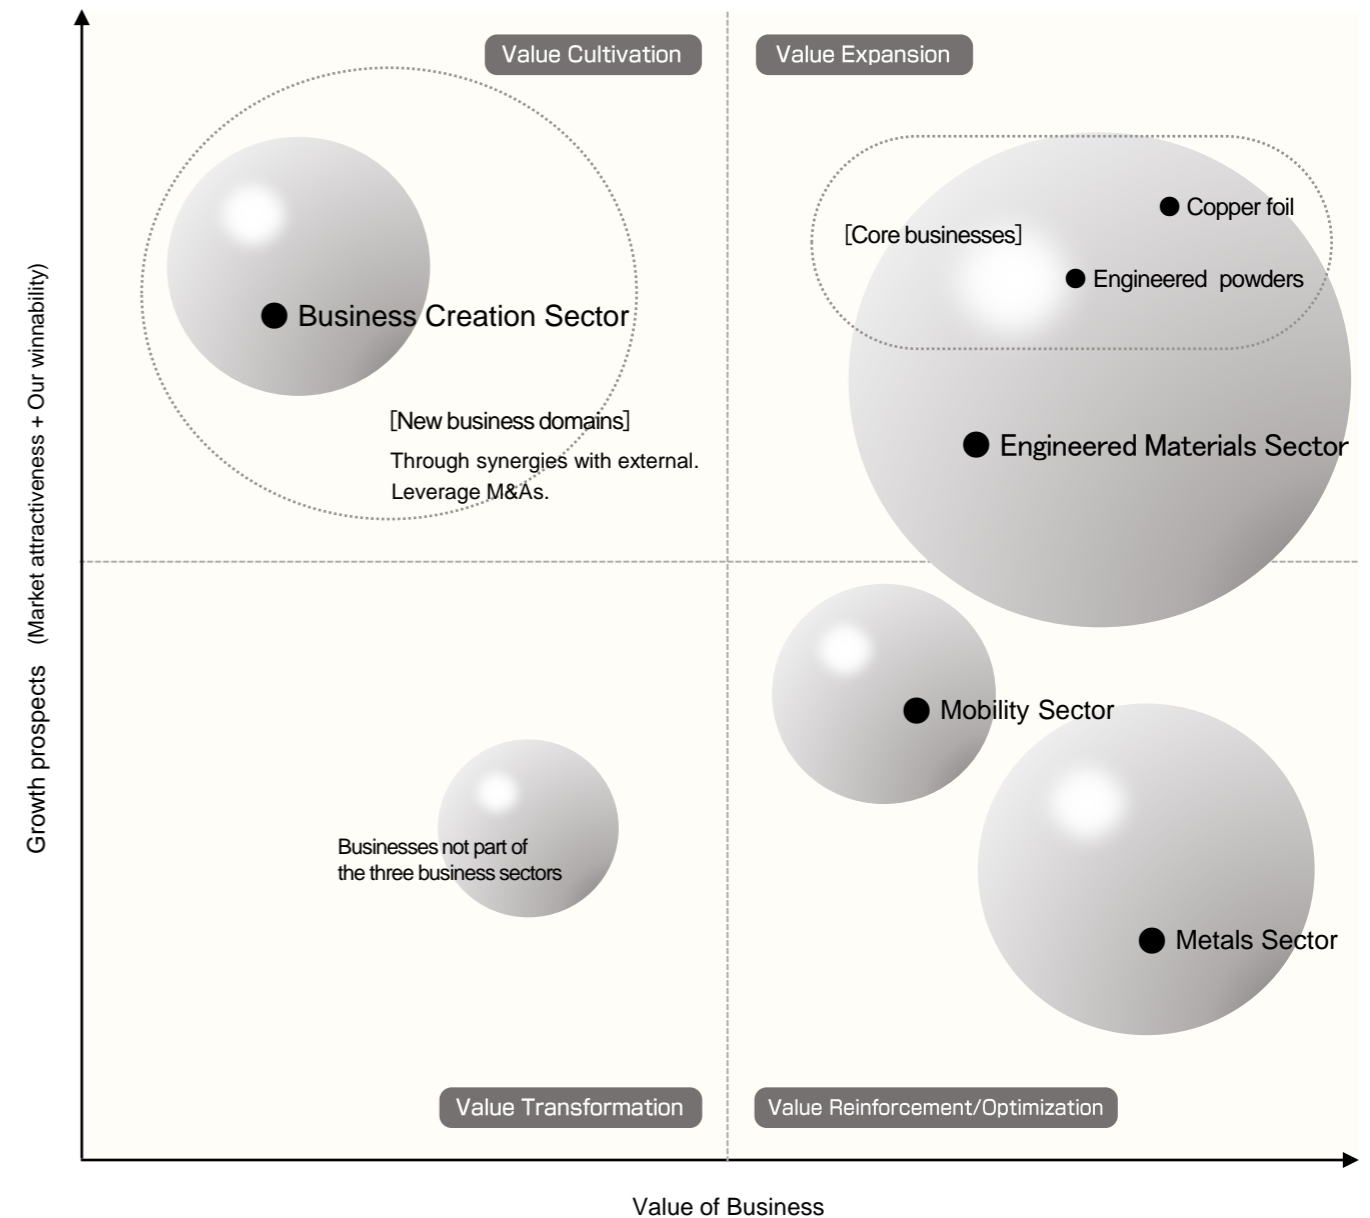 Value Cultivation
Value Expansion
Copper foil
[Core businesses]
Engineered powders
Business Creation Sector
[New business domains]
Through synergies with external.
Leverage M&As.
Engineered Materials Sector
Mobility Sector
Businesses not part of
the three business sectors
Metals Sector
Value Transformation
Value Reinforcement/Optimization
Growth prospects (Market attractiveness + Our winnability)
Value of Business